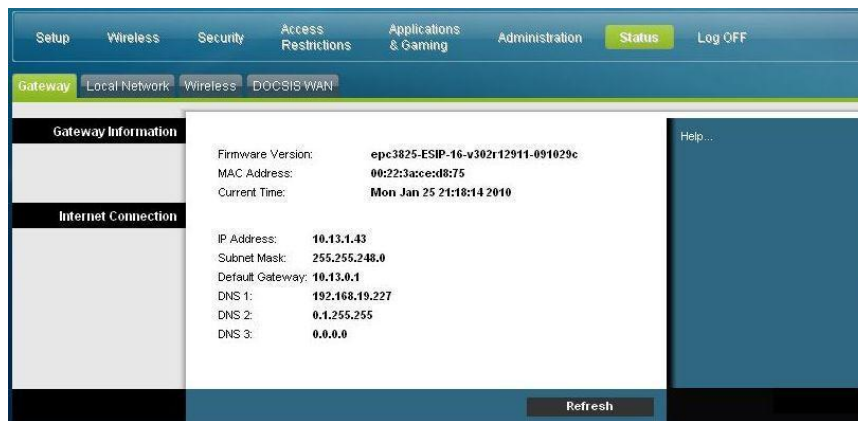 Setup Wireless Security Access Restrictions Applications & Gaming Administration Status Log OFF
Gateway Local Network Wireless DOCSIS WAN
Gateway Information
Help...
Firmware Version: epc3825-ESIP-16-v302r12911-091029c
MAC Address: 00:22:3a:ce:d8:75
Current Time: Mon Jan 25 21:18:14 2010
Internet Connection
IP Address: 10.13.1.43
Subnet Mask: 255.255.248.0
Default Gateway: 10.13.0.1
DNS 1: 192.168.19.227
DNS 2: 0.1.255.255
DNS 3: 0.0.0.0
Refresh